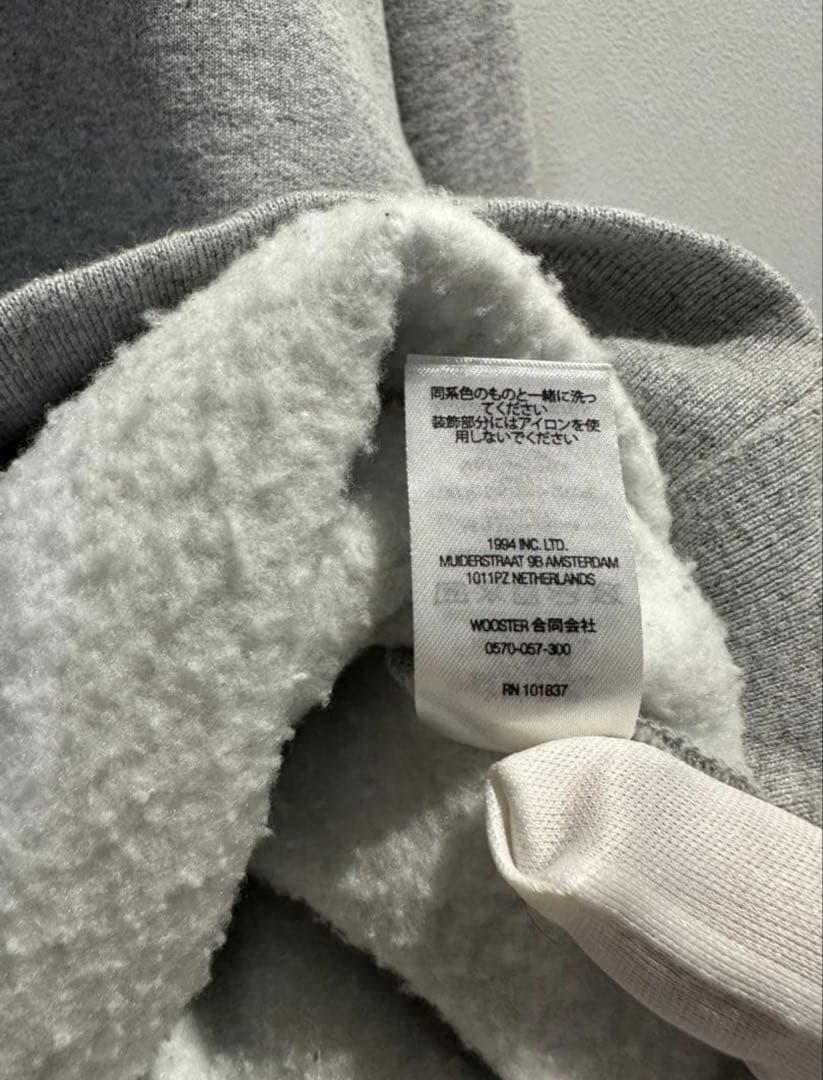 同系色のものと一緒に洗っ
てください
装飾部分にはアイロンを使
用しないでください
1994 INC. LTD.
MUIDERSTRAAT 9B AMSTERDAM
1011PZ NETHERLANDS
WOOSTER 合同会社
0570-057-300
RN 101837